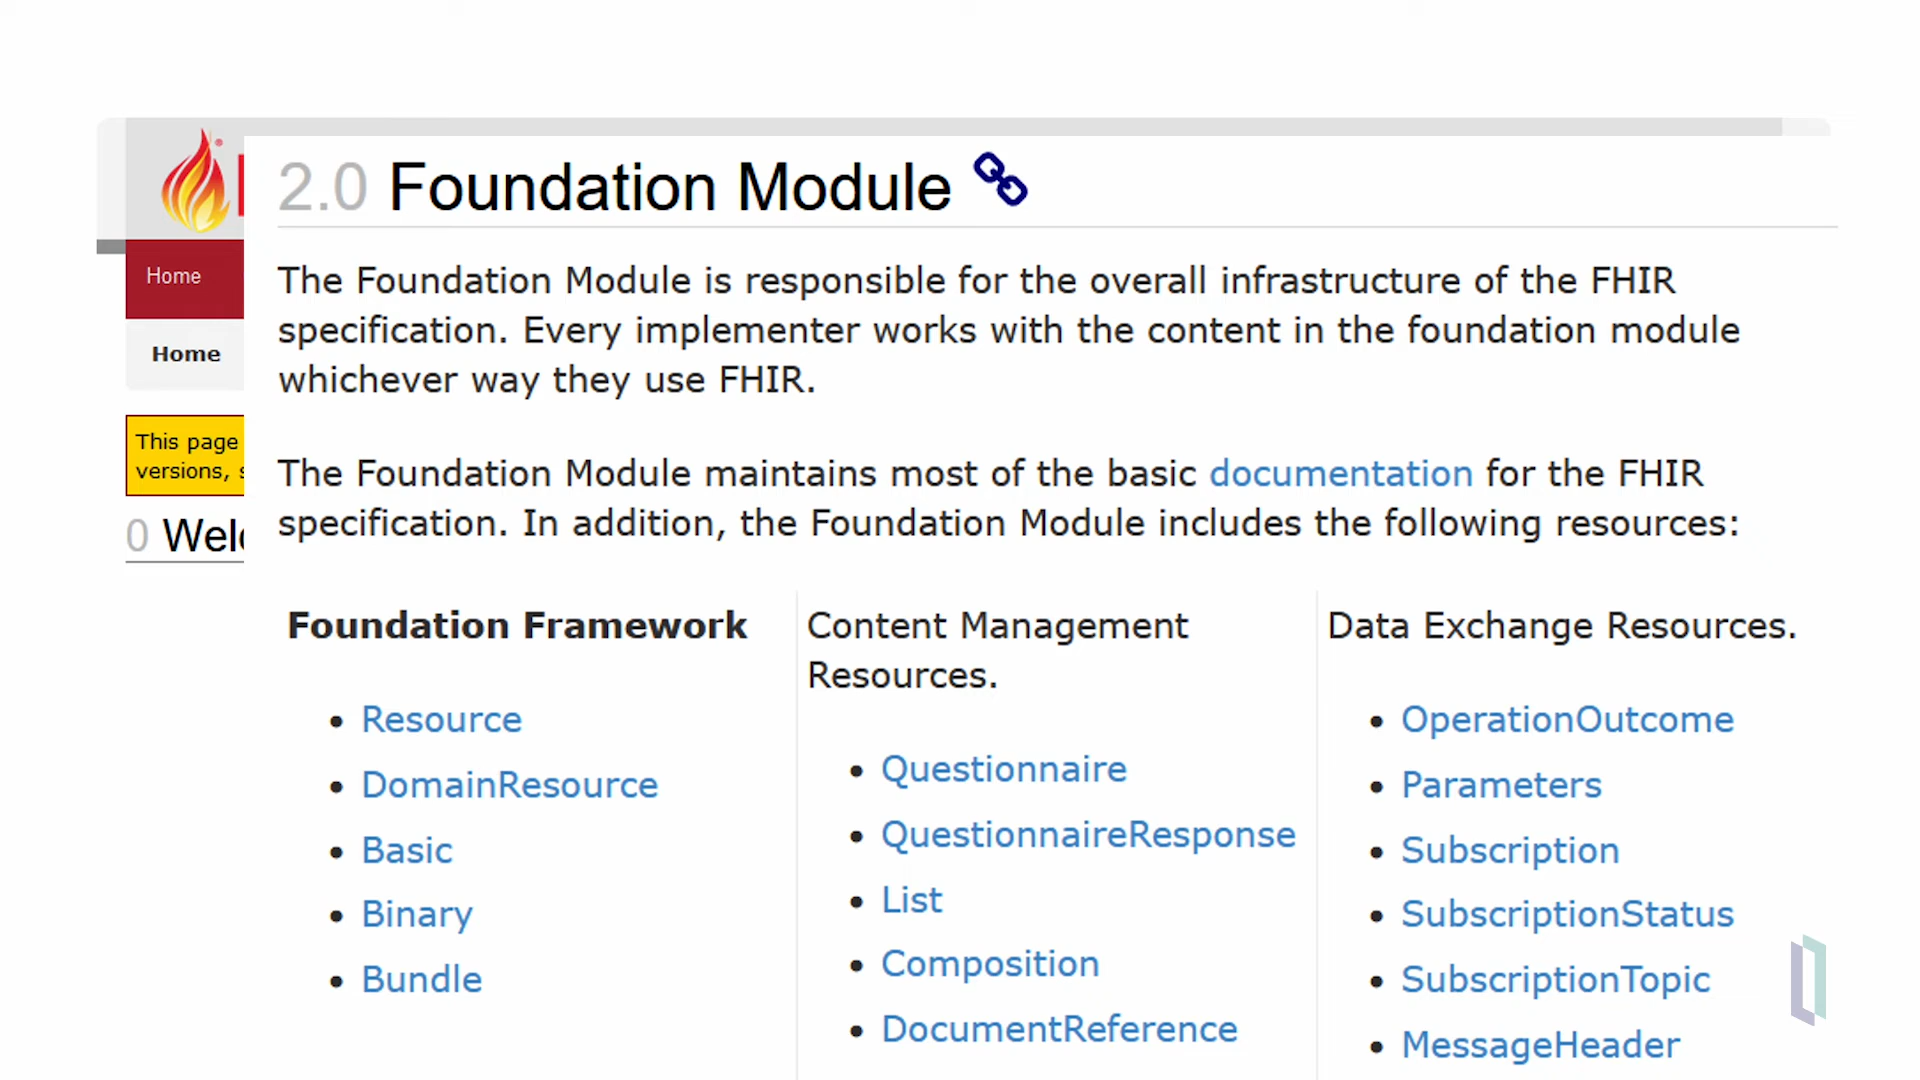 2.0 Foundation Module
Home
Home
This page
versions,
0
The Foundation Module is responsible for the overall infrastructure of the FHIR
specification. Every implementer works with the content in the foundation module
whichever way they use FHIR.
The Foundation Module maintains most of the basic documentation for the FHIR
specification. In addition, the Foundation Module includes the following resources:
Foundation Framework
Resource
DomainResource
Basic
Binary
Bundle
Content Management
Resources.
Questionnaire
QuestionnaireResponse
List
Composition
DocumentReference
Data Exchange Resources.
OperationOutcome
Parameters
Subscription
SubscriptionStatus
SubscriptionTopic
MessageHeader